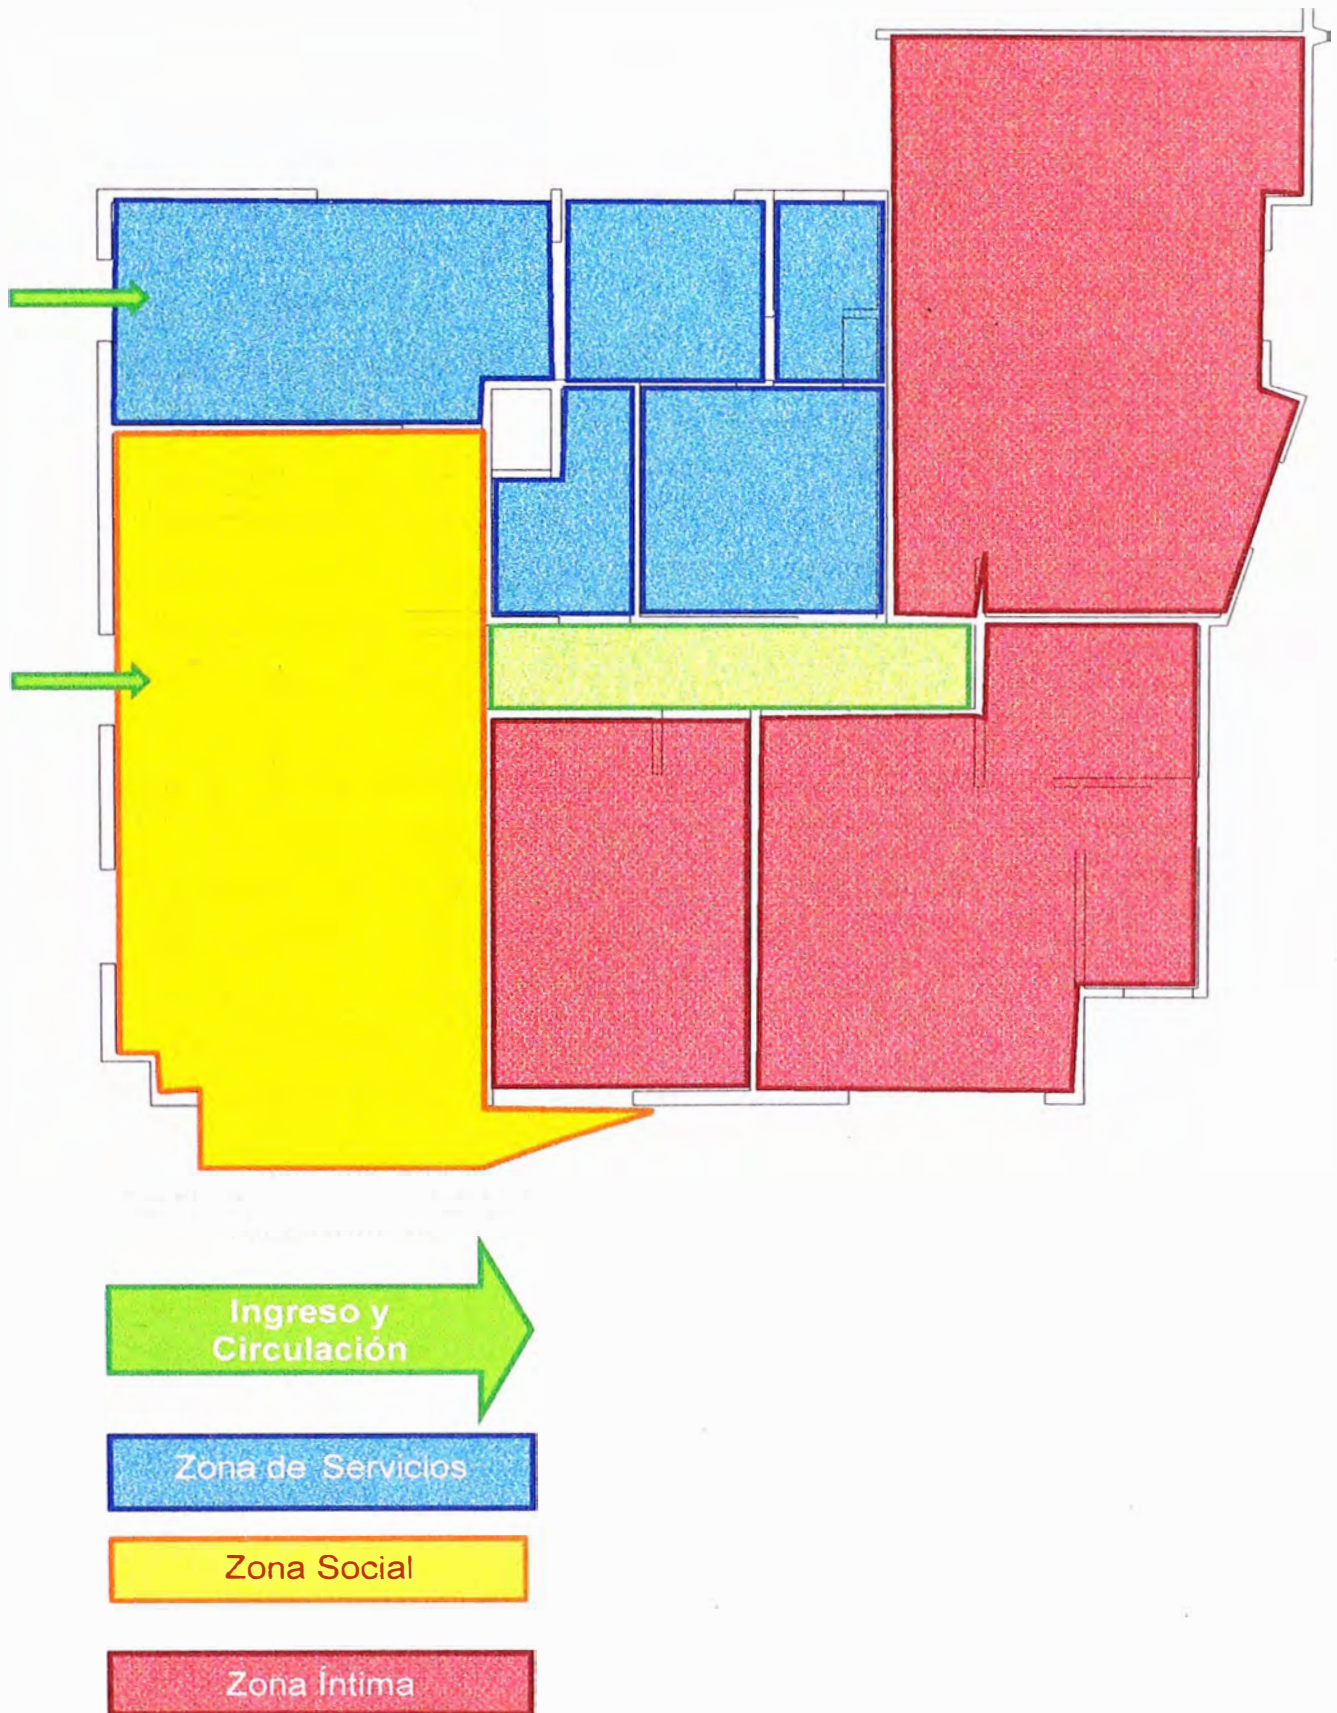 Ingreso y
Circulación
Zona de Servicios
Zona Social
Zona Íntima